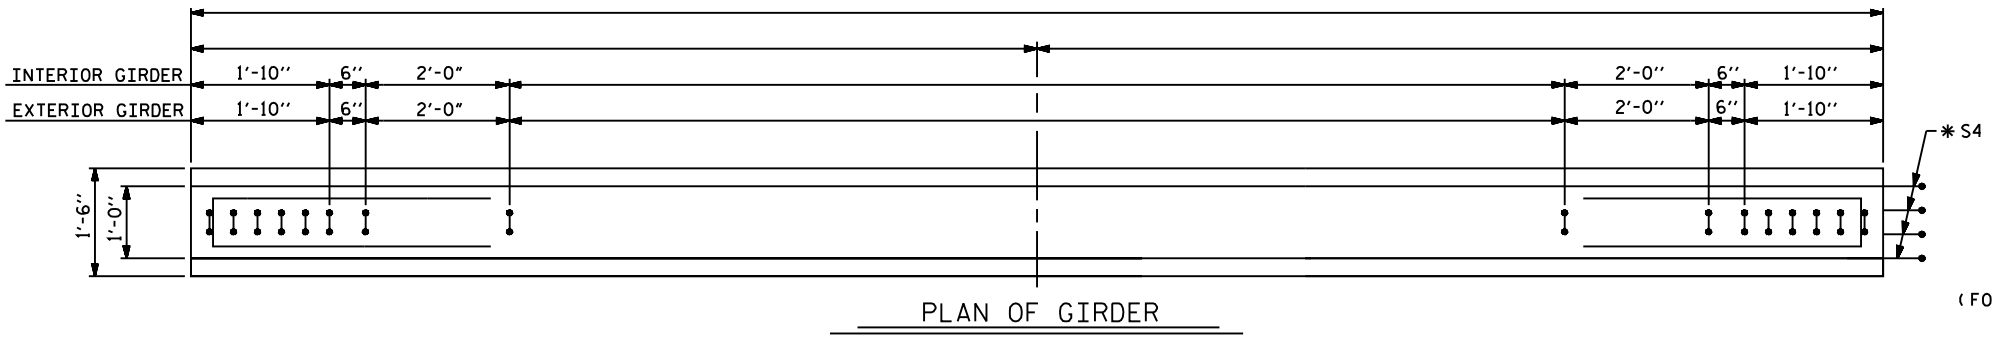 INTERIOR GIRDER 1'-10'' 6'' 2'-0" 2'-0'' 6'' 1'-10''
EXTERIOR GIRDER 1'-10'' 6'' 2'-0" 2'-0'' 6'' 1'-10''
* S4
1'-6''
1'-0''
(FO
PLAN OF GIRDER